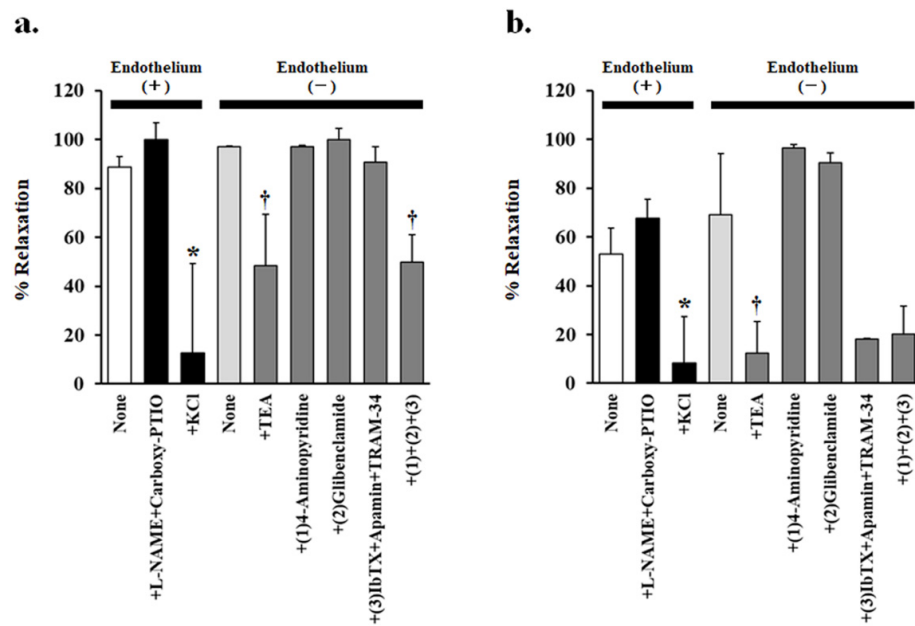 a.
Endothelium
(+)
Endothelium
(−)
% Relaxation
120
100
80
60
40
20
0
*
†
†
None
+L-NAME+Carboxy-PTIO
+KCl
None
+TEA
+(1)4-Aminopyridine
+(2)Glibenclamide
+(3)IbTX+Apamin+TRAM-34
+(1)+(2)+(3)
b.
Endothelium
(+)
Endothelium
(−)
% Relaxation
120
100
80
60
40
20
0
*
†
None
+L-NAME+Carboxy-PTIO
+KCl
None
+TEA
+(1)4-Aminopyridine
+(2)Glibenclamide
+(3)IbTX+Apamin+TRAM-34
+(1)+(2)+(3)